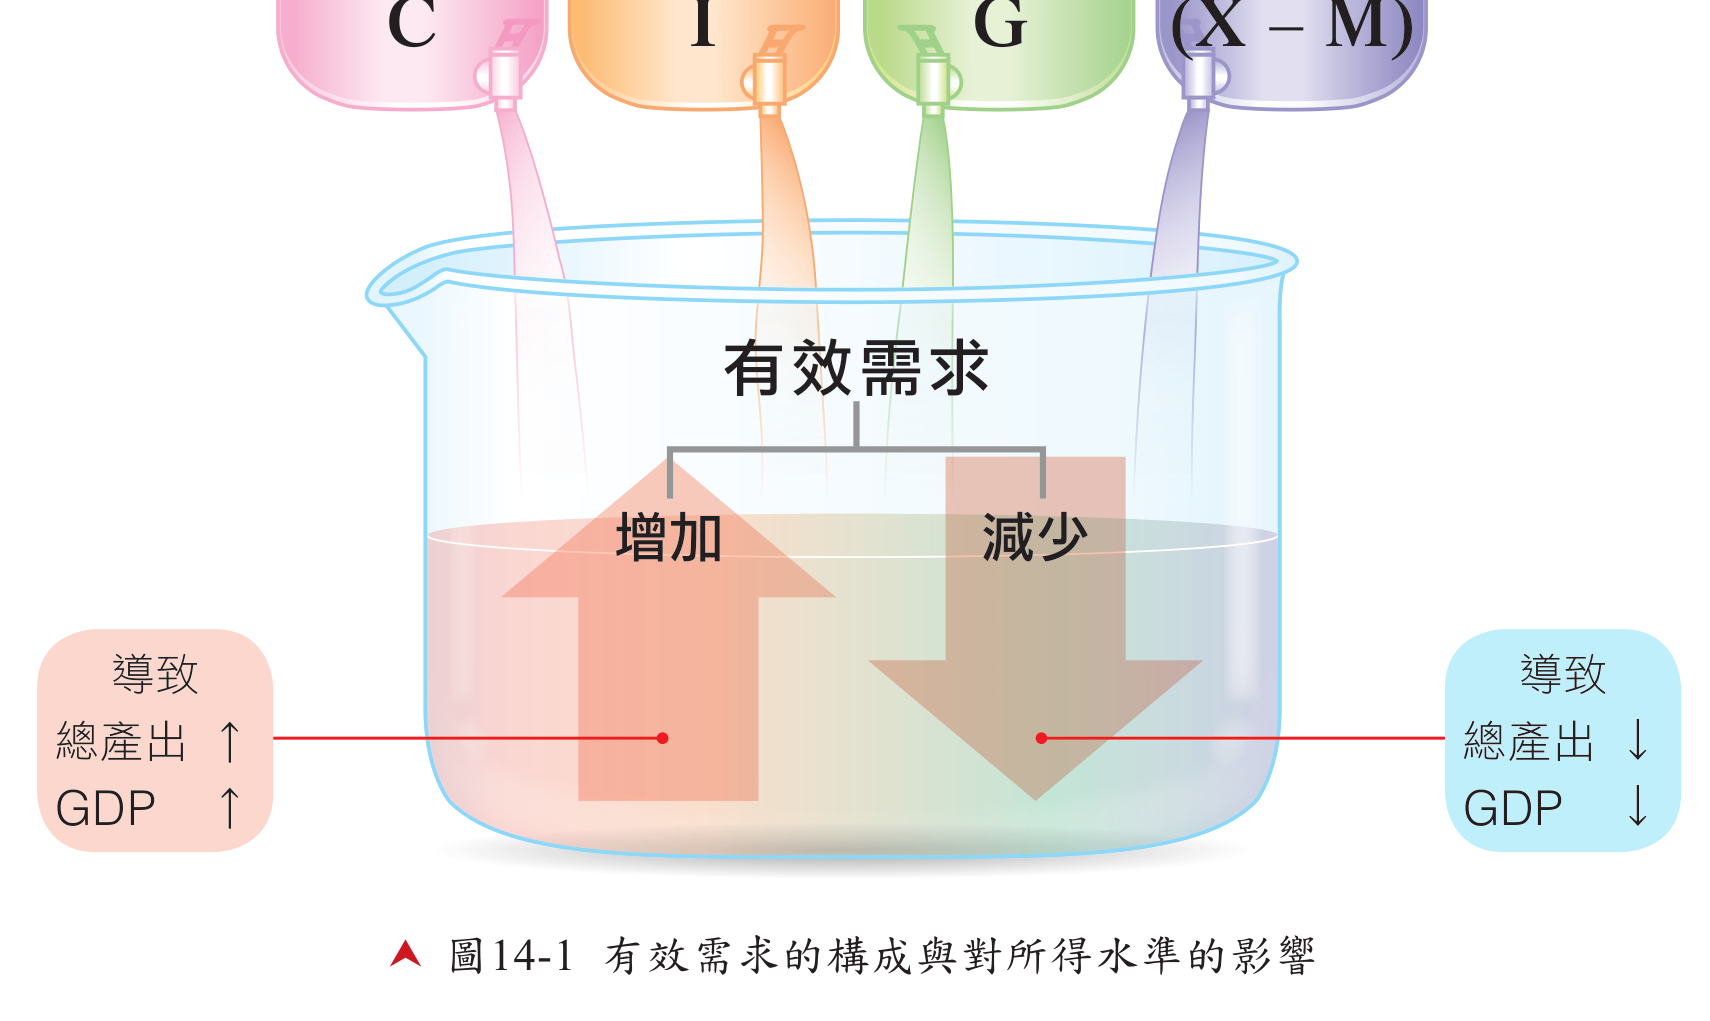 C I G (X – M)
有效需求
增加 減少
導致
總產出 ↑
GDP ↑
導致
總產出 ↓
GDP ↓
圖14-1 有效需求的構成與對所得水準的影響